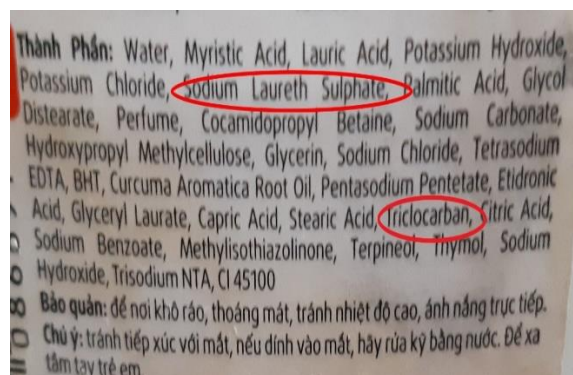 Thành Phần: Water, Myristic Acid, Lauric Acid, Potassium Hydroxide,
Potassium Chloride, Sodium Laureth Sulphate, Palmitic Acid, Glycol
Distearate, Perfume, Cocamidopropyl Betaine, Sodium Carbonate,
Hydroxypropyl Methylcellulose, Glycerin, Sodium Chloride, Tetrasodium
EDTA, BHT, Curcuma Aromatica Root Oil, Pentasodium Pentetate, Etidronic
Acid, Glyceryl Laurate, Capric Acid, Stearic Acid, Triclocarban, Citric Acid,
Sodium Benzoate, Methylisothiazolinone, Terpineol, Thymol, Sodium
Hydroxide, Trisodium NTA, CI 45100
Bảo quản: để nơi khô ráo, thoáng mát, tránh nhiệt độ cao, ánh nắng trực tiếp.
Chú ý: tránh tiếp xúc với mắt, nếu dính vào mắt, hãy rửa kỹ bằng nước. Để xa
tầm tay trẻ em.